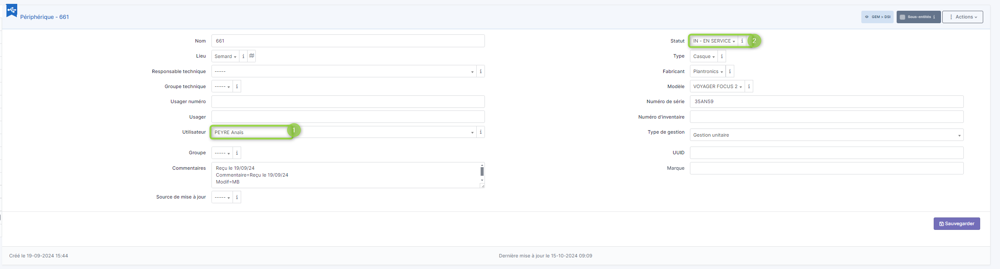 Périphérique - 661
GEM > DSI
Sous-entités
Actions
Nom
661
Statut
IN - EN SERVICE
2
Lieu
Semard
Type
Casque
Responsable technique
-----
Fabricant
Plantronics
Groupe technique
-----
Modèle
VOYAGER FOCUS 2
Usager numéro
Numéro de série
35AN59
Usager
Numéro d'inventaire
Utilisateur
PEYRE Anaïs
1
Type de gestion
Gestion unitaire
Groupe
-----
UUID
Commentaires
Reçu le 19/09/24
Commentaire=Reçu le 19/09/24
Modif=MB
Marque
Source de mise à jour
-----
Sauvegarder
Créé le 19-09-2024 15:44
Dernière mise à jour le 15-10-2024 09:09